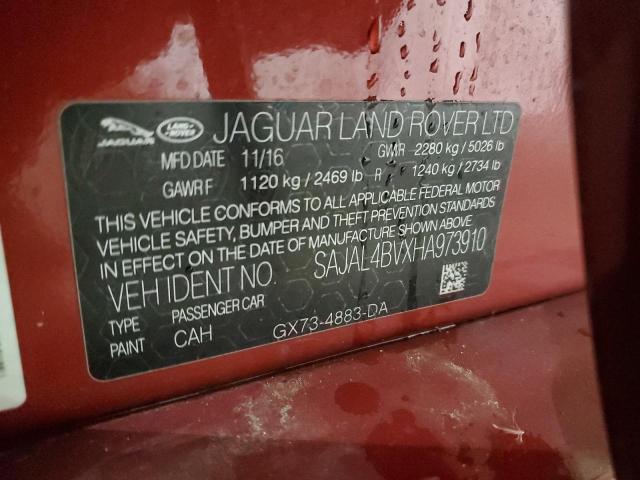 JAGUAR LAND-ROVER JAGUAR LAND ROVER LTD
MFD DATE 11/16 GWR 2280 kg / 5026 lb
GAWR F 1120 kg / 2469 lb R 1240 kg / 2734 lb
THIS VEHICLE CONFORMS TO ALL APPLICABLE FEDERAL MOTOR
VEHICLE SAFETY, BUMPER AND THEFT PREVENTION STANDARDS
IN EFFECT ON THE DATE OF MANUFACTURE SHOWN ABOVE.
VEH IDENT NO. SAJAL4BVXHA973910
TYPE PASSENGER CAR
PAINT CAH GX73-4883-DA